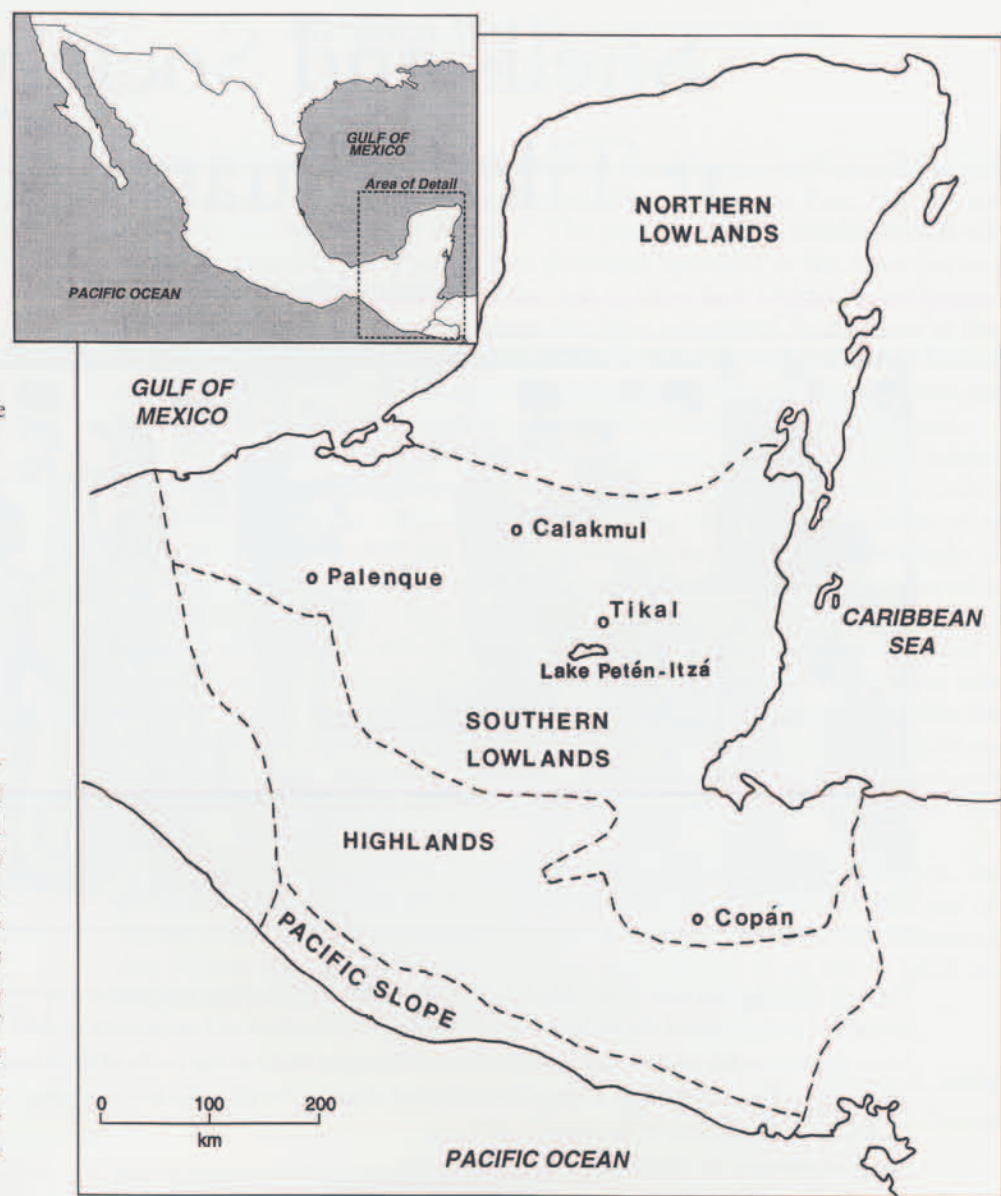 GULF OF
MEXICO
Area of Detail
PACIFIC OCEAN
NORTHERN
LOWLANDS
GULF OF
MEXICO
Calakmul
Palenque
Tikal
CARIBBEAN
SEA
Lake Petén-Itzá
SOUTHERN
LOWLANDS
HIGHLANDS
Copán
PACIFIC SLOPE
0 100 200
km
PACIFIC OCEAN